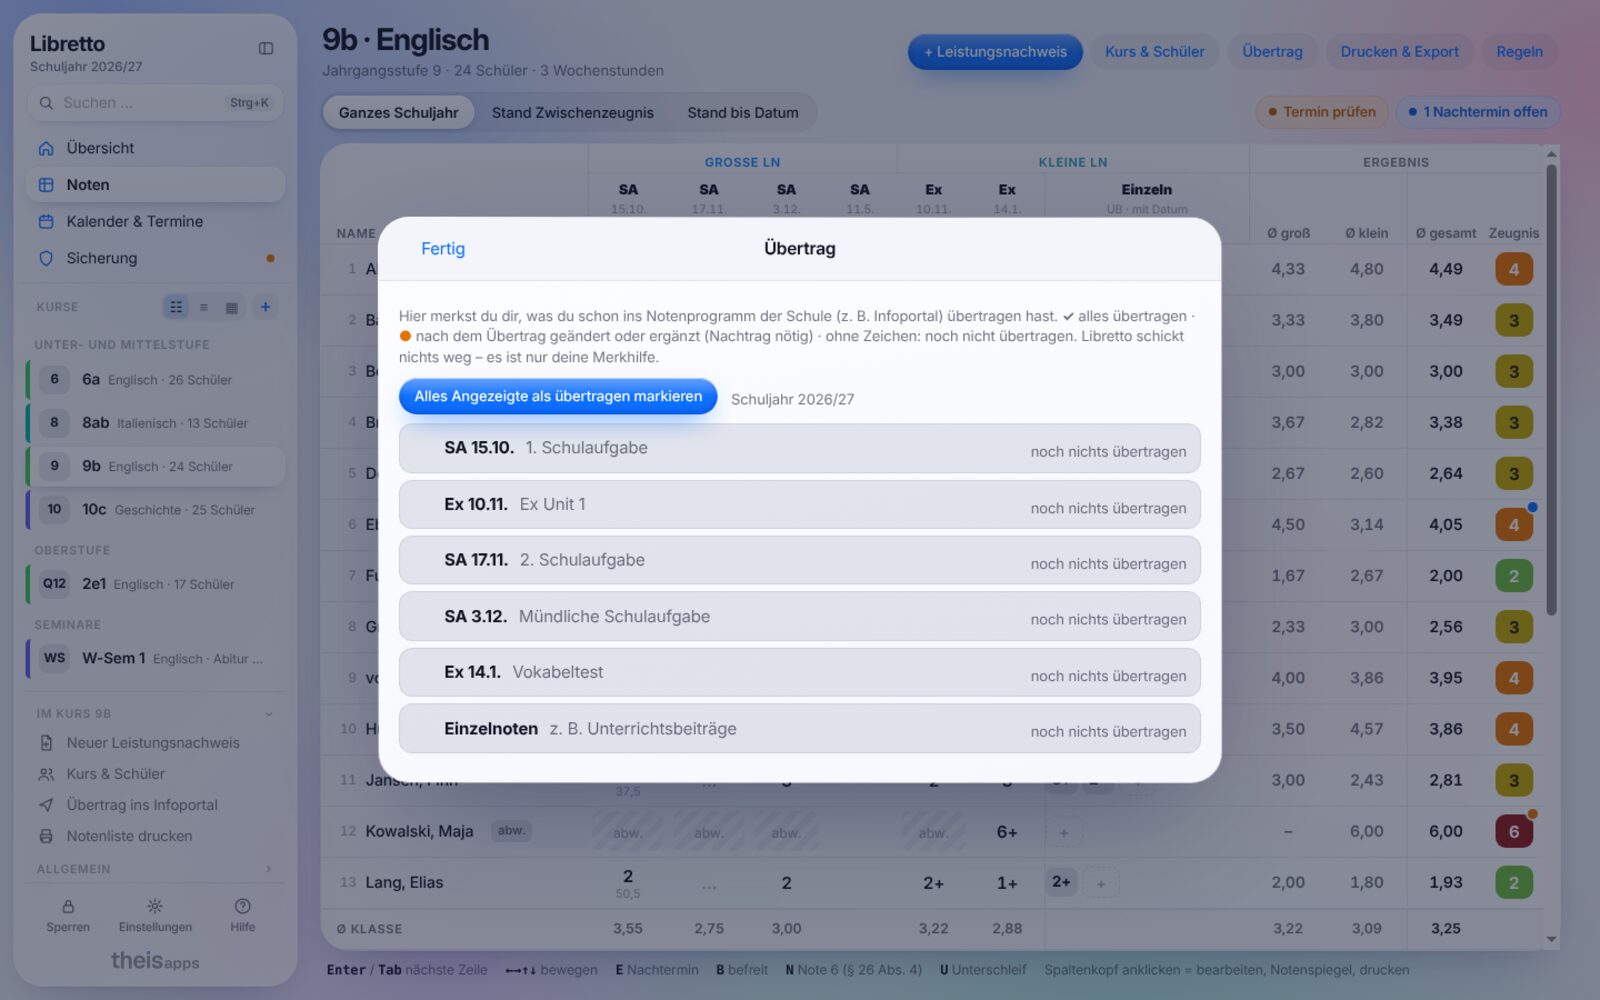 Libretto
Schuljahr 2026/27
Suchen ... Strg+K
Übersicht
Noten
Kalender & Termine
Sicherung
KURSE
UNTER- UND MITTELSTUFE
6 6a Englisch · 26 Schüler
8 8ab Italienisch · 13 Schüler
9 9b Englisch · 24 Schüler
10 10c Geschichte · 25 Schüler
OBERSTUFE
Q12 2e1 Englisch · 17 Schüler
SEMINARE
WS W-Sem 1 Englisch · Abitur ...
IM KURS 9B
Neuer Leistungsnachweis
Kurs & Schüler
Übertrag ins Infoportal
Notenliste drucken
ALLGEMEIN
Sperren Einstellungen Hilfe
theisapps
9b · Englisch
Jahrgangsstufe 9 · 24 Schüler · 3 Wochenstunden
+ Leistungsnachweis Kurs & Schüler Übertrag Drucken & Export Regeln
Ganzes Schuljahr Stand Zwischenzeugnis Stand bis Datum
Termin prüfen 1 Nachtermin offen
GROSSE LN KLEINE LN ERGEBNIS
SA SA SA SA Ex Ex Einzeln
15.10. 17.11. 3.12. 11.5. 10.11. 14.1. UB · mit Datum
NAME Ø groß Ø klein Ø gesamt Zeugnis
1 4,33 4,80 4,49 4
2 3,33 3,80 3,49 3
3 3,00 3,00 3,00 3
4 3,67 2,82 3,38 3
5 2,67 2,60 2,64 3
6 4,50 3,14 4,05 4
7 1,67 2,67 2,00 2
8 2,33 3,00 2,56 3
9 4,00 3,86 3,95 4
10 3,50 4,57 3,86 4
11 3,00 2,43 2,81 3
37,5 ...
12 Kowalski, Maja abw. abw. abw. abw. abw. 6+ + – 6,00 6,00 6
13 Lang, Elias 2 ... 2 2+ 1+ 2+ + 2,00 1,80 1,93 2
50,5
Ø KLASSE 3,55 2,75 3,00 3,22 2,88 3,22 3,09 3,25
Enter / Tab nächste Zeile ←→↑↓ bewegen E Nachtermin B befreit N Note 6 (§ 26 Abs. 4) U Unterschleif Spaltenkopf anklicken = bearbeiten, Notenspiegel, drucken
Fertig Übertrag
Hier merkst du dir, was du schon ins Notenprogramm der Schule (z. B. Infoportal) übertragen hast. ✓ alles übertragen ·
nach dem Übertrag geändert oder ergänzt (Nachtrag nötig) · ohne Zeichen: noch nicht übertragen. Libretto schickt
nichts weg – es ist nur deine Merkhilfe.
Alles Angezeigte als übertragen markieren Schuljahr 2026/27
SA 15.10. 1. Schulaufgabe noch nichts übertragen
Ex 10.11. Ex Unit 1 noch nichts übertragen
SA 17.11. 2. Schulaufgabe noch nichts übertragen
SA 3.12. Mündliche Schulaufgabe noch nichts übertragen
Ex 14.1. Vokabeltest noch nichts übertragen
Einzelnoten z. B. Unterrichtsbeiträge noch nichts übertragen